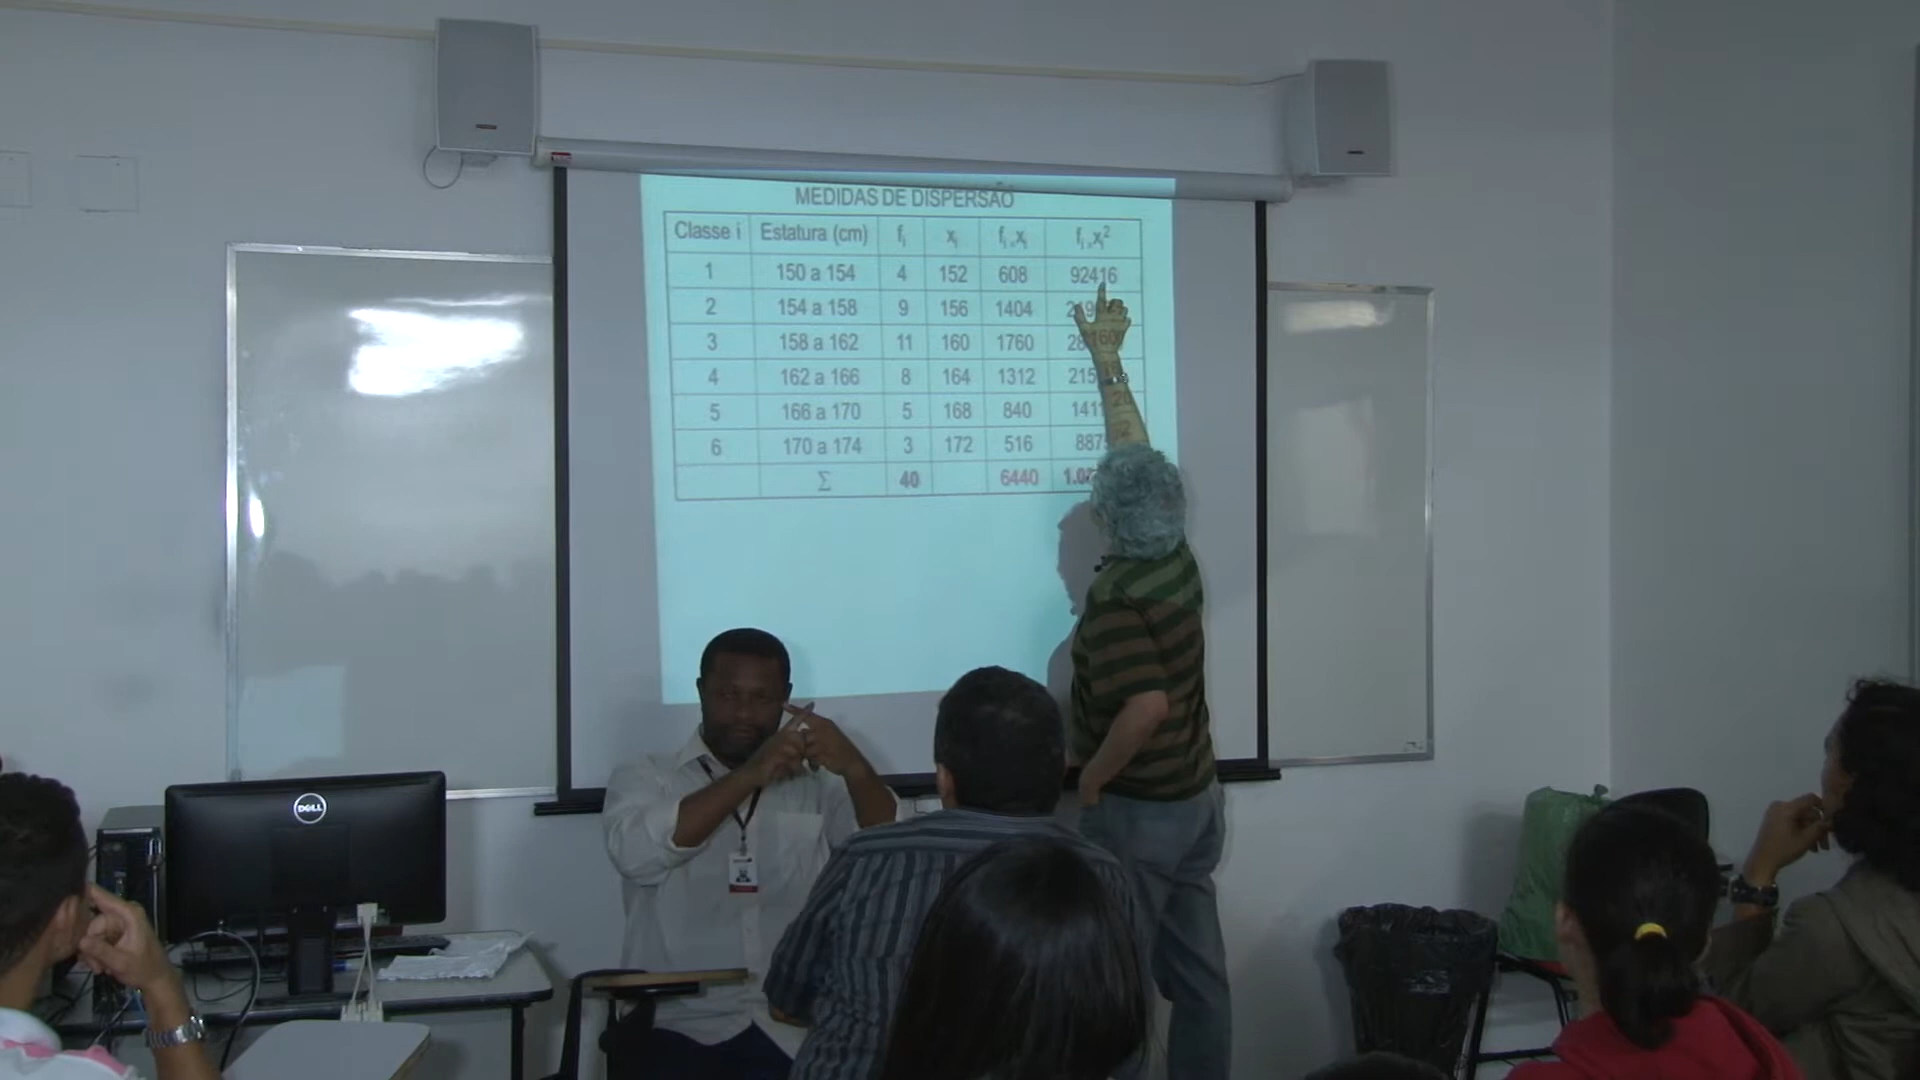 MEDIDAS DE DISPERSÃO
Classe i Estatura (cm) fi xi fi.xi fi.xi²
1 150 a 154 4 152 608 92416
2 154 a 158 9 156 1404
3 158 a 162 11 160 1760
4 162 a 166 8 164 1312
5 166 a 170 5 168 840
6 170 a 174 3 172 516
Σ 40 6440
DELL